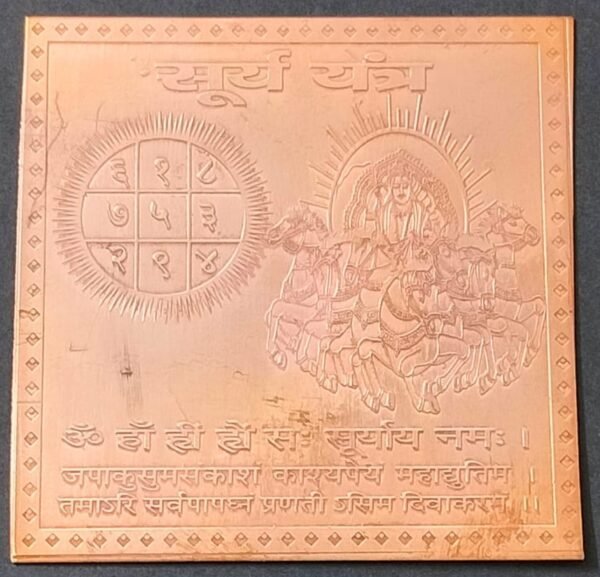 सूर्य यंत्र
६ १ ८
७ ५ ३
२ ९ ४
ॐ हाँ ह्रीं ह्रौं सः सूर्याय नमः ।
जपाकुसुमसकाशं काश्यपेयं महाद्युतिम ।
तमाऽरि सर्वपापघ्न प्रणती ऽसिम दिवाकरम ।।